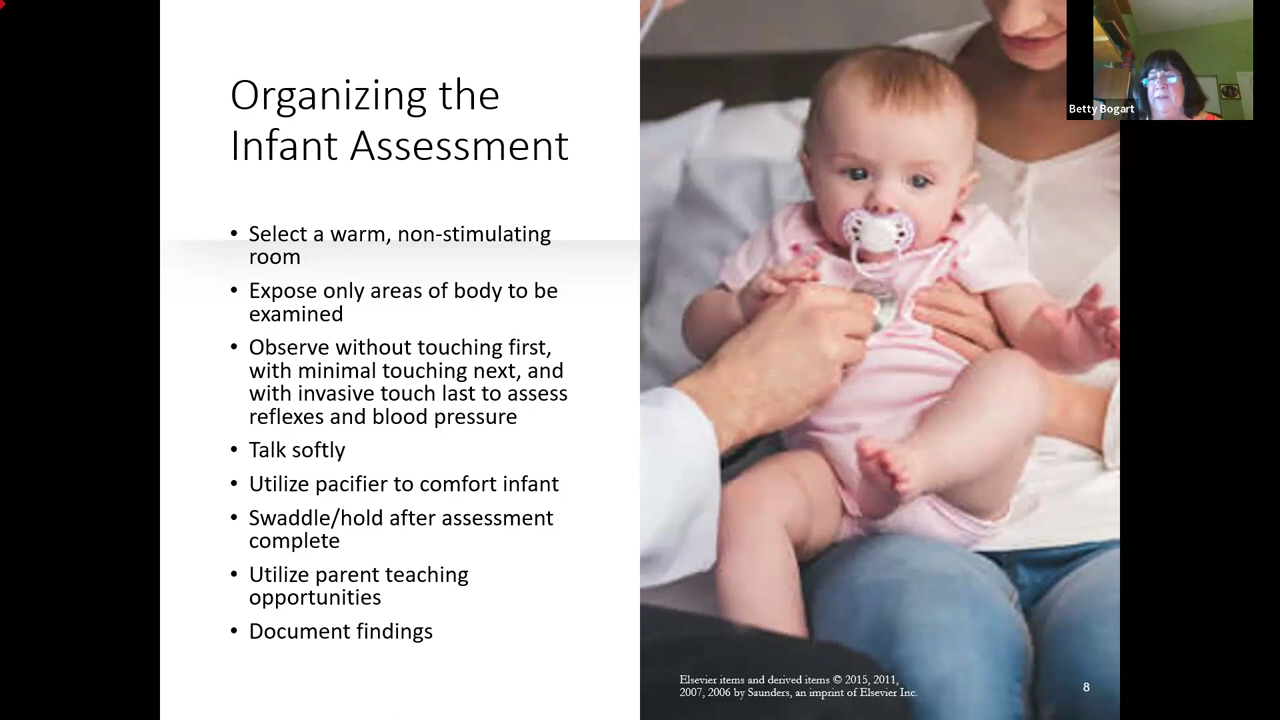 Organizing the
Infant Assessment
• Select a warm, non-stimulating
room
• Expose only areas of body to be
examined
• Observe without touching first,
with minimal touching next, and
with invasive touch last to assess
reflexes and blood pressure
• Talk softly
• Utilize pacifier to comfort infant
• Swaddle/hold after assessment
complete
• Utilize parent teaching
opportunities
• Document findings
Betty Bogart
Elsevier items and derived items © 2015, 2011,
2007, 2006 by Saunders, an imprint of Elsevier Inc.
8